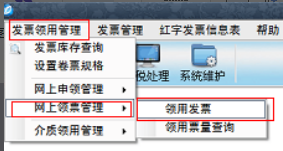 发票领用管理 发票管理 红字发票信息表 帮助
发票库存查询
设置卷票规格
税处理 系统维护
网上申领管理
网上领票管理 领用发票
领用票量查询
介质领用管理